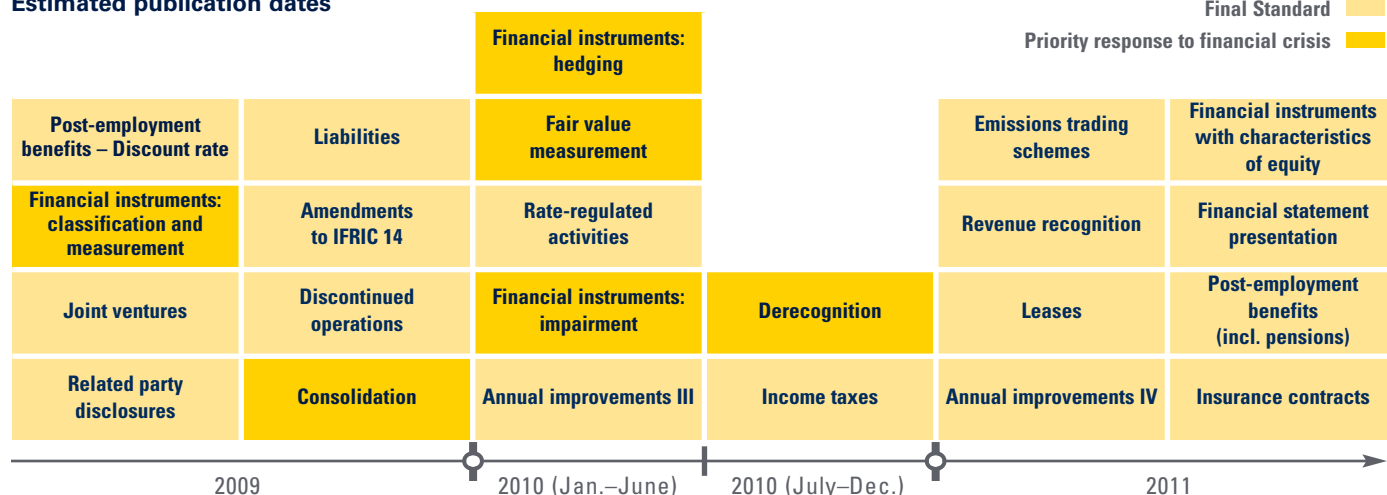 Estimated publication dates
Final Standard
Priority response to financial crisis
Financial instruments:
hedging
Post-employment
benefits – Discount rate
Liabilities
Fair value
measurement
Emissions trading
schemes
Financial instruments
with characteristics
of equity
Financial instruments:
classification and
measurement
Amendments
to IFRIC 14
Rate-regulated
activities
Revenue recognition
Financial statement
presentation
Joint ventures
Discontinued
operations
Financial instruments:
impairment
Derecognition
Leases
Post-employment
benefits
(incl. pensions)
Related party
disclosures
Consolidation
Annual improvements III
Income taxes
Annual improvements IV
Insurance contracts
2009
2010 (Jan.–June)
2010 (July–Dec.)
2011